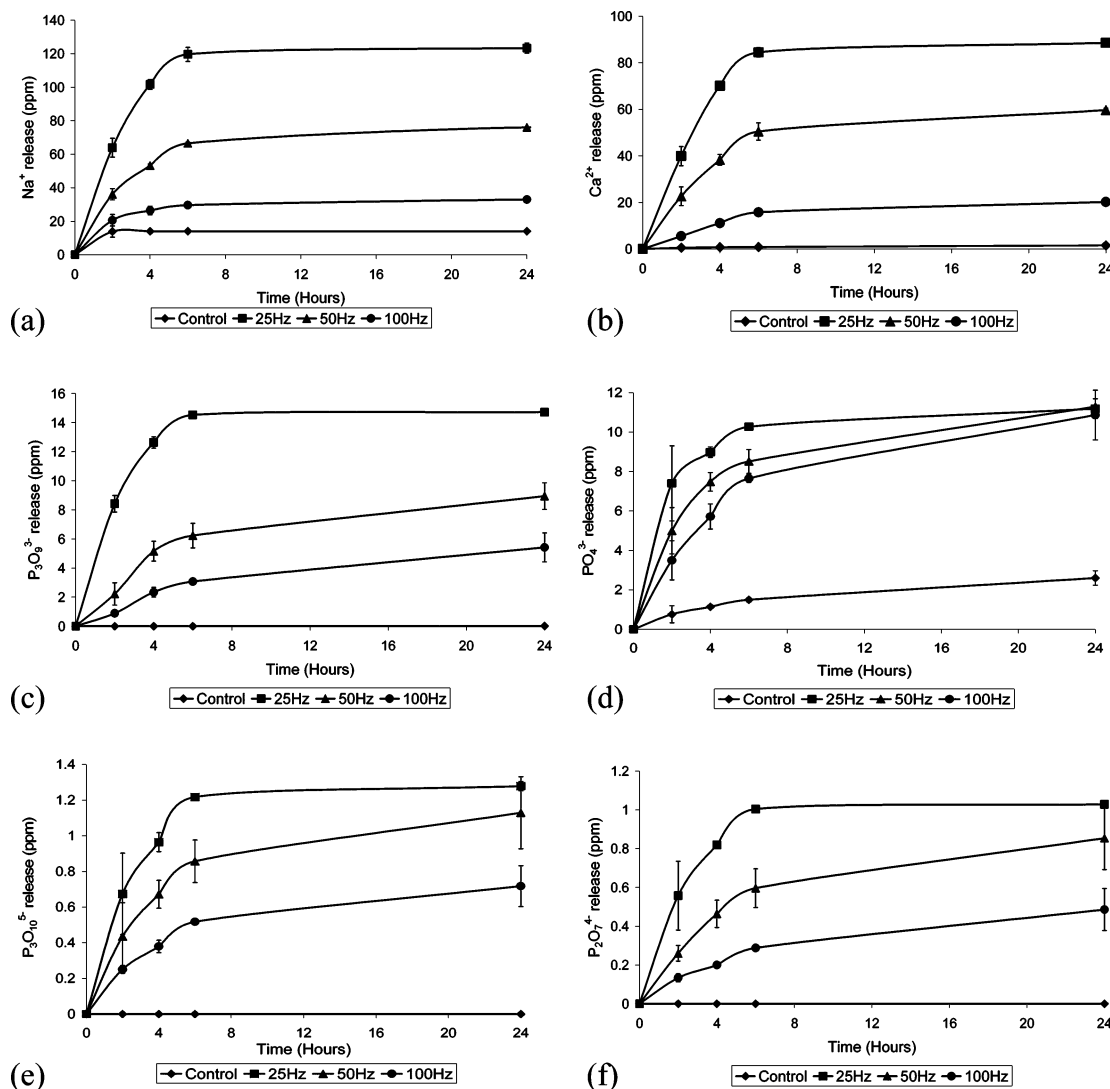 140
120
100
80
60
40
20
0
Na⁺ release (ppm)
0 4 8 12 16 20 24
Time (Hours)
Control 25Hz 50Hz 100Hz
(a)
100
80
60
40
20
0
Ca²⁺ release (ppm)
0 2 4 6 8 10 12 14 16 18 20 22 24
Time (Hours)
Control 25Hz 50Hz 100Hz
(b)
16
14
12
10
8
6
4
2
0
P₃O₉³⁻ release (ppm)
0 4 8 12 16 20 24
Time (Hours)
Control 25Hz 50Hz 100Hz
(c)
12
10
8
6
4
2
0
PO₄³⁻ release (ppm)
0 4 8 12 16 20 24
Time (Hours)
Control 25Hz 50Hz 100Hz
(d)
1.4
1.2
1
0.8
0.6
0.4
0.2
0
P₃O₁₀⁵⁻ release (ppm)
0 4 8 12 16 20 24
Time (Hours)
Control 25Hz 50Hz 100Hz
(e)
1.2
1
0.8
0.6
0.4
0.2
0
P₂O₇⁴⁻ release (ppm)
0 4 8 12 16 20 24
Time (Hours)
Control 25Hz 50Hz 100Hz
(f)